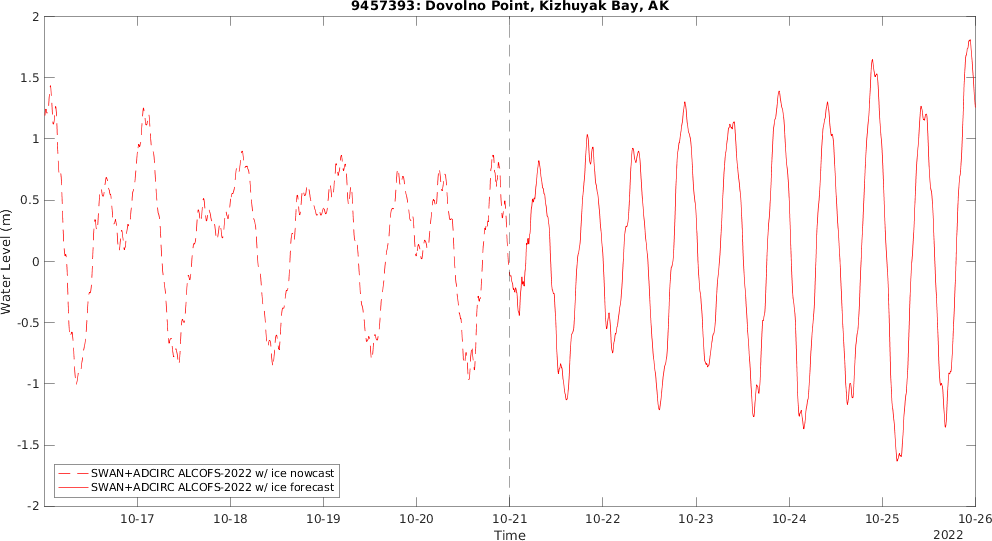 9457393: Dovolno Point, Kizhuyak Bay, AK
2
1.5
1
0.5
0
-0.5
-1
-1.5
-2
Water Level (m)
SWAN+ADCIRC ALCOFS-2022 w/ ice nowcast
SWAN+ADCIRC ALCOFS-2022 w/ ice forecast
10-17 10-18 10-19 10-20 10-21 10-22 10-23 10-24 10-25 10-26
Time
2022